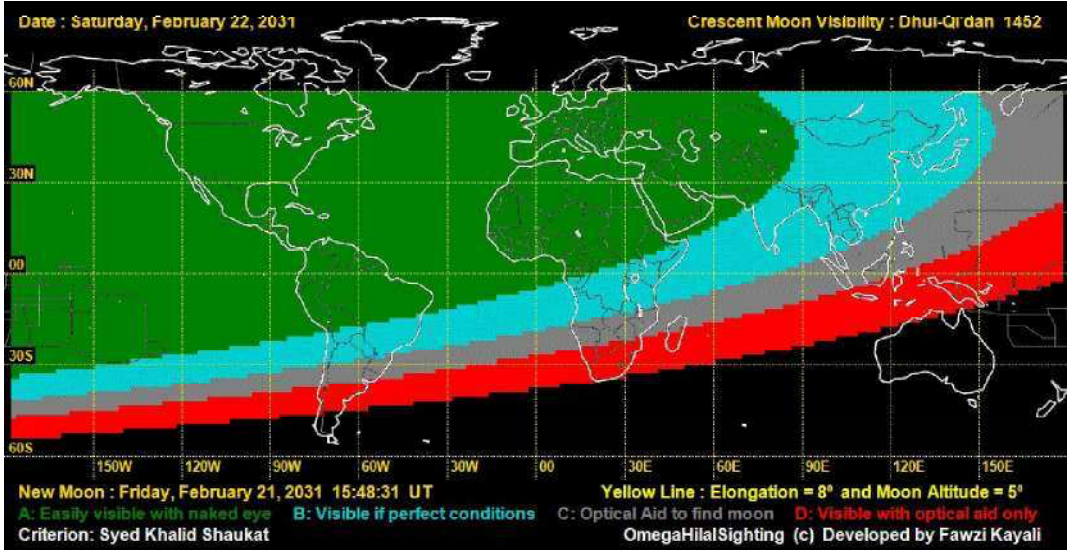 Date : Saturday, February 22, 2031
Crescent Moon Visibility : Dhul-Qi'dah 1452
60N
30N
00
30S
60S
150W 120W 90W 60W 30W 00 30E 60E 90E 120E 150E
New Moon : Friday, February 21, 2031 15:48:31 UT
Yellow Line : Elongation = 8º and Moon Altitude = 5º
A: Easily visible with naked eye B: Visible if perfect conditions C: Optical Aid to find moon D: Visible with optical aid only
Criterion: Syed Khalid Shaukat
OmegaHilalSighting (c) Developed by Fawzi Kayali